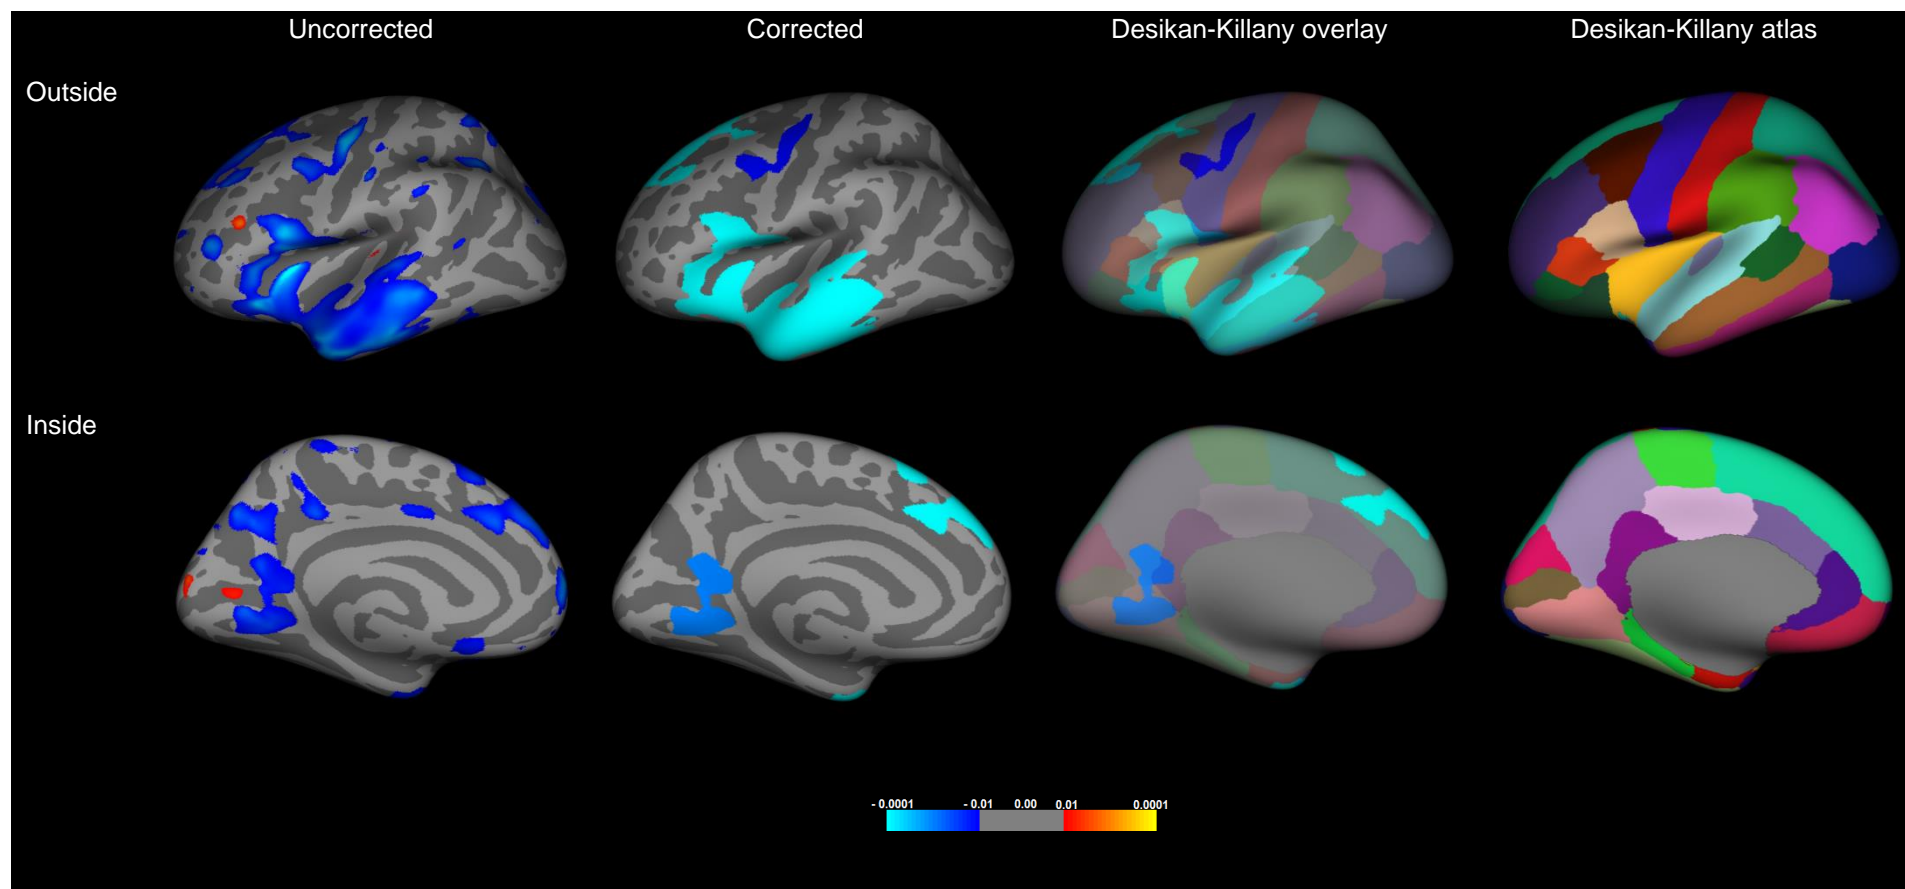 Uncorrected Corrected Desikan-Killany overlay Desikan-Killany atlas
Outside
Inside
- 0.0001 - 0.01 0.00 0.01 0.0001